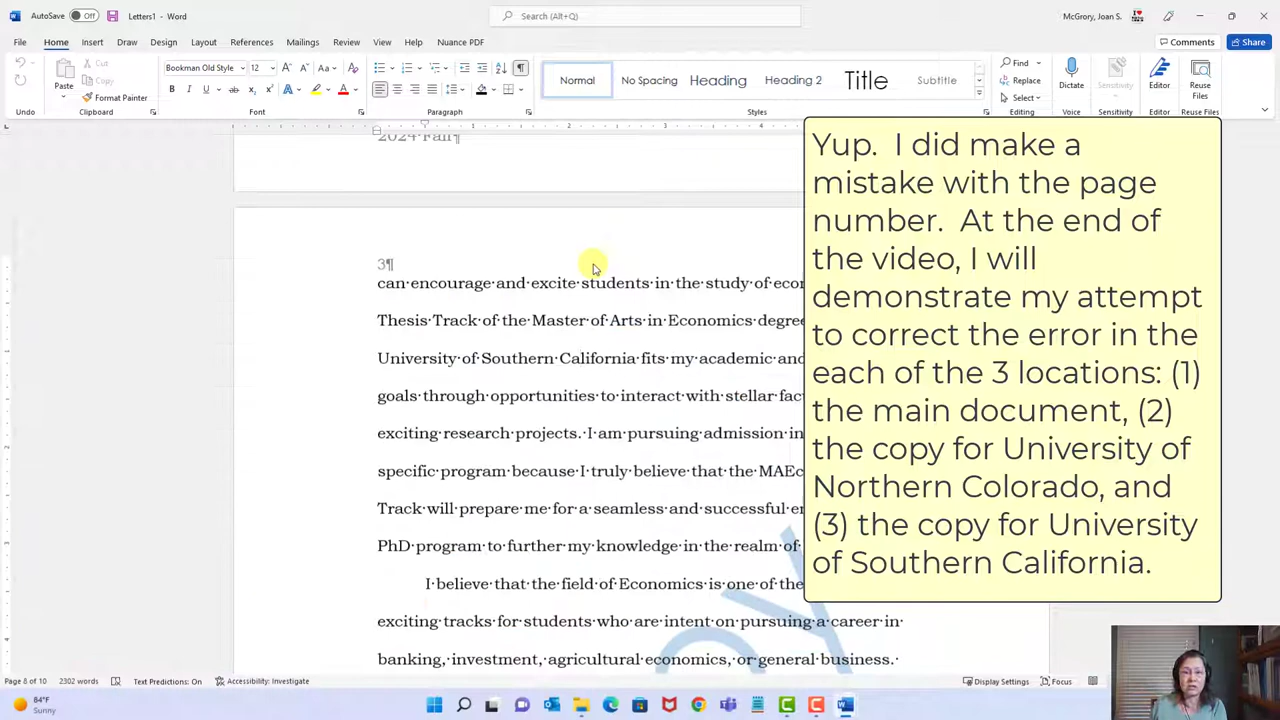 AutoSave Off Letters1 - Word Search (Alt+Q) McGrory, Joan S.
File Home Insert Draw Design Layout References Mailings Review View Help Nuance PDF Comments Share
Bookman Old Style 12 Cut Copy Paste Format Painter
Normal No Spacing Heading Heading 2 Title Subtitle
Find Replace Select Dictate Sensitivity Editor Reuse Files
Undo Clipboard Font Paragraph Styles Editing Voice Sensitivity Editor Reuse Files
2024·Fall¶
3¶
can·encourage·and·excite·students·in·the·study·of·eco
Thesis·Track·of·the·Master·of·Arts·in·Economics·degre
University·of·Southern·California·fits·my·academic·and
goals·through·opportunities·to·interact·with·stellar·fac
exciting·research·projects.·I·am·pursuing·admission·in
specific·program·because·I·truly·believe·that·the·MAEc
Track·will·prepare·me·for·a·seamless·and·successful·e
PhD·program·to·further·my·knowledge·in·the·realm·of
I·believe·that·the·field·of·Economics·is·one·of·the
exciting·tracks·for·students·who·are·intent·on·pursuing·a·career·in·
banking,·investment,·agricultural·economics,·or·general·business.·
Yup. I did make a
mistake with the page
number. At the end of
the video, I will
demonstrate my attempt
to correct the error in the
each of the 3 locations: (1)
the main document, (2)
the copy for University of
Northern Colorado, and
(3) the copy for University
of Southern California.
Page 8 of 10 2302 words Text Predictions: On Accessibility: Investigate Display Settings Focus
84°F
Sunny